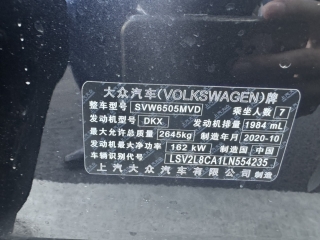 大众汽车(VOLKSWAGEN)牌
整车型号 SVW6505MVD 乘坐人数 7
发动机型号 DKX 发动机排量 1984 mL
最大允许总质量 2645kg 制造年月 2020-10
发动机最大净功率 162 kW 制造国 中国
车辆识别代号 LSV2L8CA1LN554235
上汽大众汽车有限公司 制造